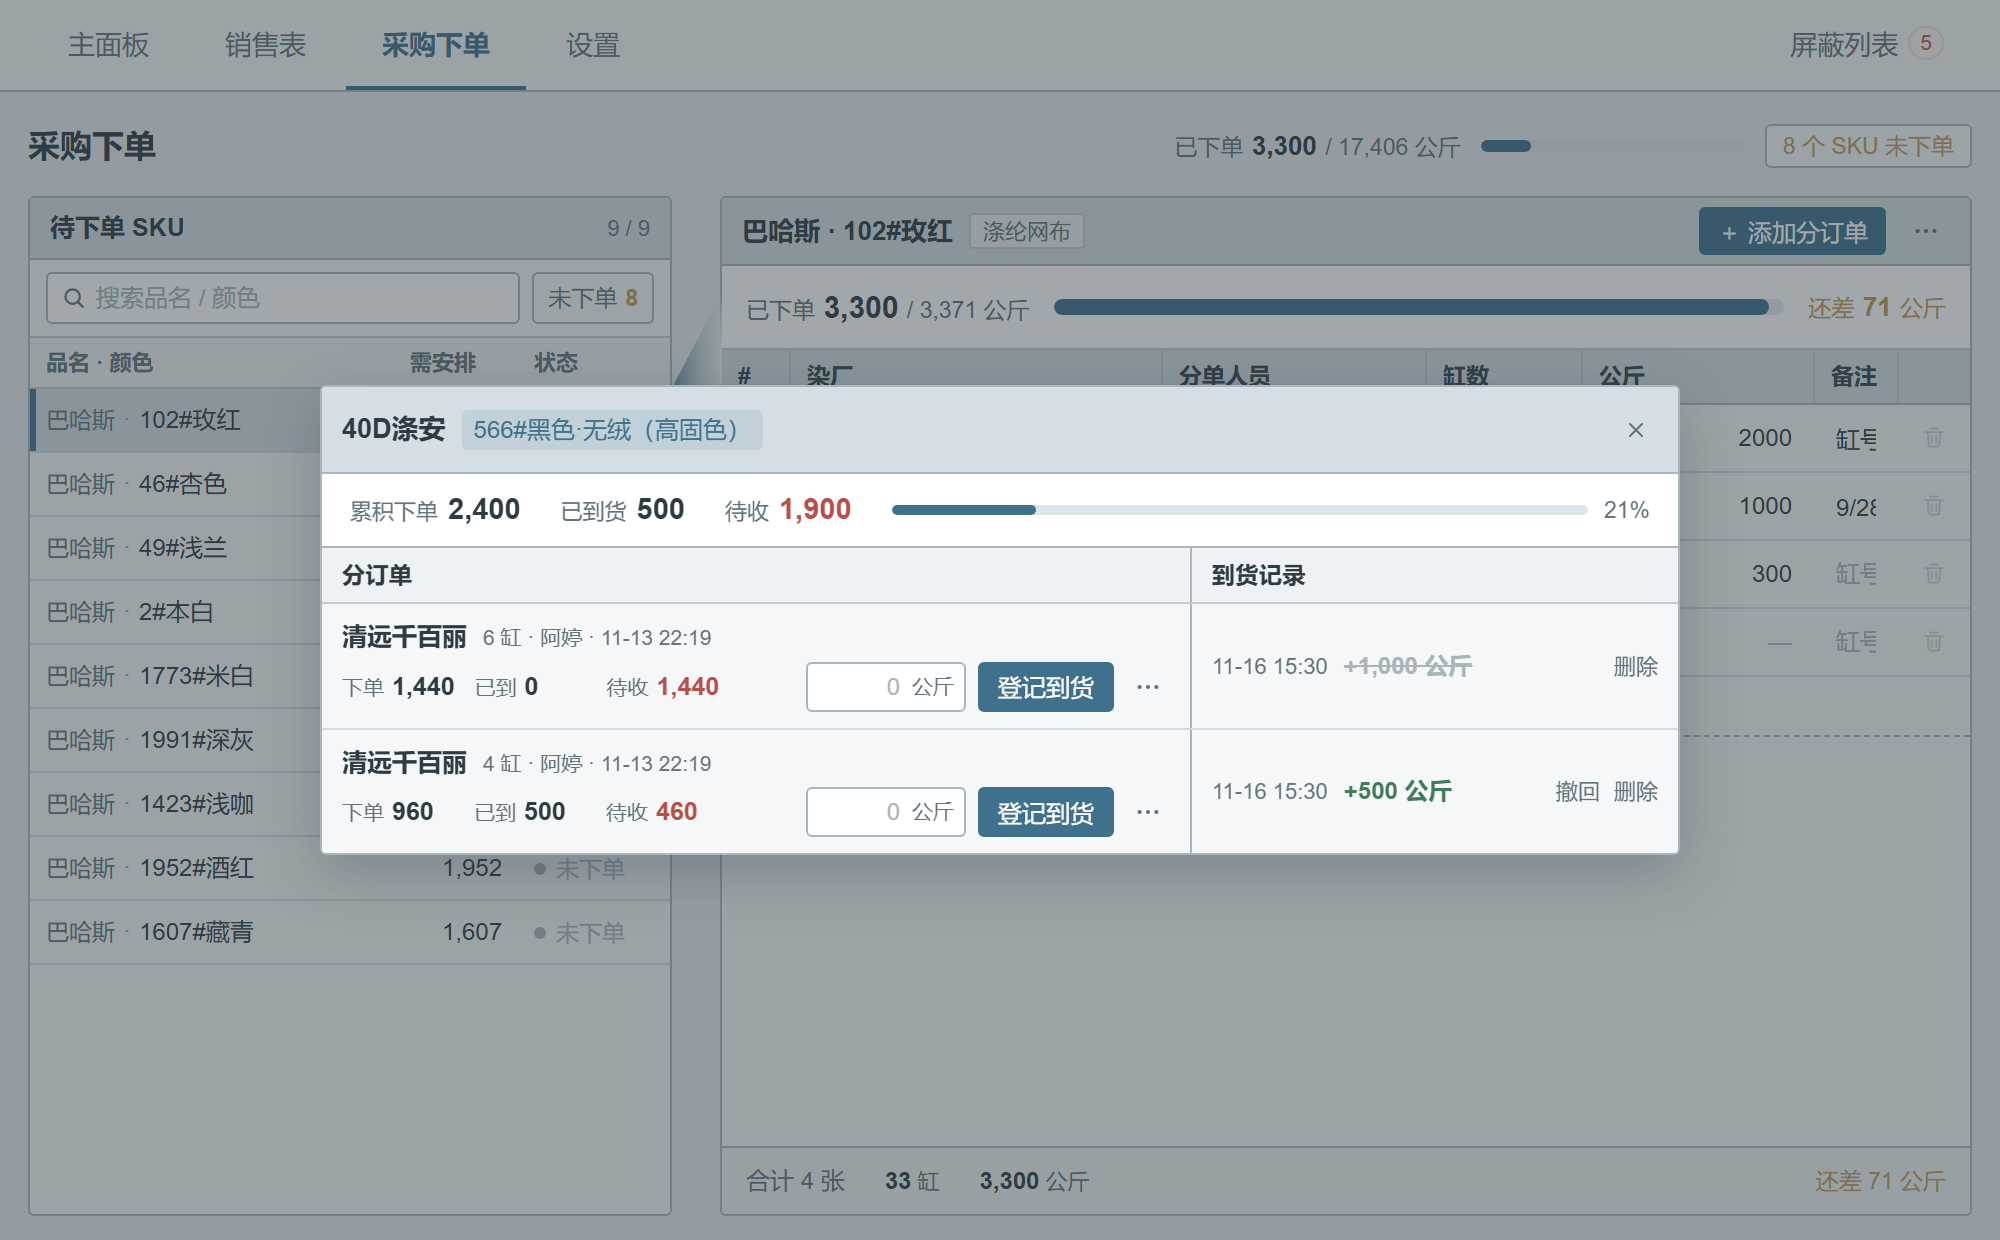 主面板 销售表 采购下单 设置 屏蔽列表 5
采购下单 已下单 3,300 / 17,406 公斤 8 个 SKU 未下单
待下单 SKU 9 / 9
搜索品名 / 颜色 未下单 8
品名 · 颜色 需安排 状态
巴哈斯 · 102#玫红
巴哈斯 · 46#杏色
巴哈斯 · 49#浅兰
巴哈斯 · 2#本白
巴哈斯 · 1773#米白
巴哈斯 · 1991#深灰
巴哈斯 · 1423#浅咖
巴哈斯 · 1952#酒红 1,952 未下单
巴哈斯 · 1607#藏青 1,607 未下单
巴哈斯 · 102#玫红 涤纶网布 + 添加分订单 ···
已下单 3,300 / 3,371 公斤 还差 71 公斤
# 染厂 分单人员 缸数 公斤 备注
2000 缸号
1000 9/28
300 缸号
— 缸号
合计 4 张 33 缸 3,300 公斤 还差 71 公斤
40D涤安 566#黑色·无绒（高固色） ×
累积下单 2,400 已到货 500 待收 1,900 21%
分订单 到货记录
清远千百丽 6 缸 · 阿婷 · 11-13 22:19
下单 1,440 已到 0 待收 1,440 0 公斤 登记到货 ···
11-16 15:30 +1,000 公斤 删除
清远千百丽 4 缸 · 阿婷 · 11-13 22:19
下单 960 已到 500 待收 460 0 公斤 登记到货 ···
11-16 15:30 +500 公斤 撤回 删除